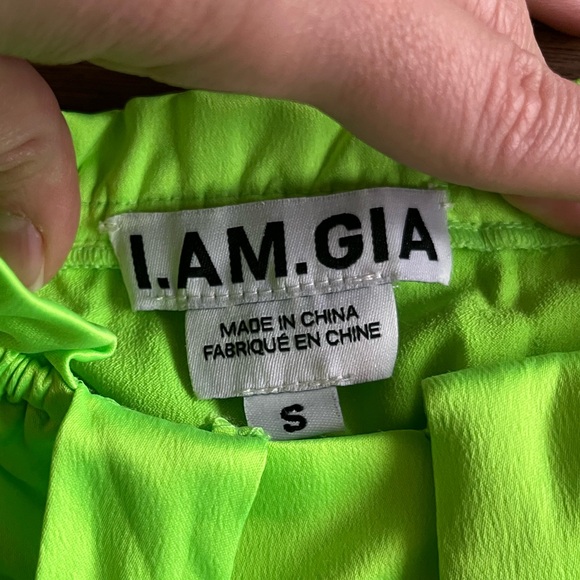 I.AM.GIA
MADE IN CHINA
FABRIQUÉ EN CHINE
S